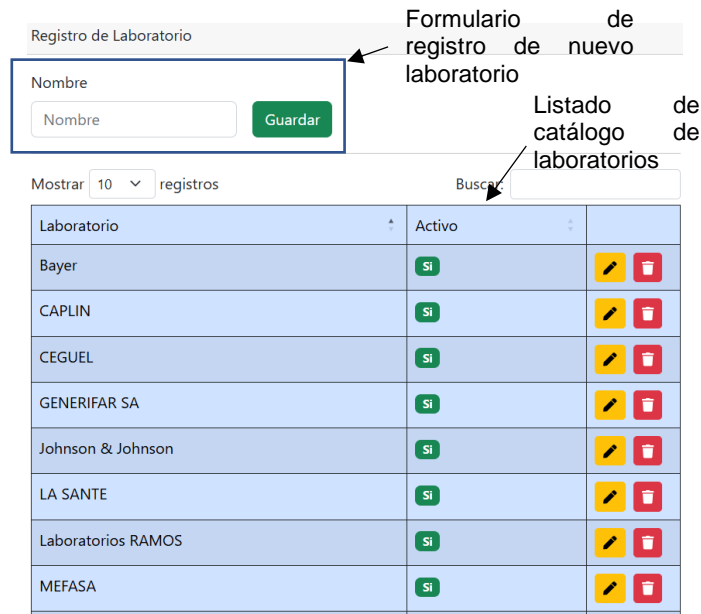 Formulario de
registro de nuevo
laboratorio
Registro de Laboratorio
Nombre
Nombre
Guardar
Listado de
catálogo de
laboratorios
Mostrar 10 registros
Buscar:
Laboratorio Activo
Bayer Si
CAPLIN Si
CEGUEL Si
GENERIFAR SA Si
Johnson & Johnson Si
LA SANTE Si
Laboratorios RAMOS Si
MEFASA Si